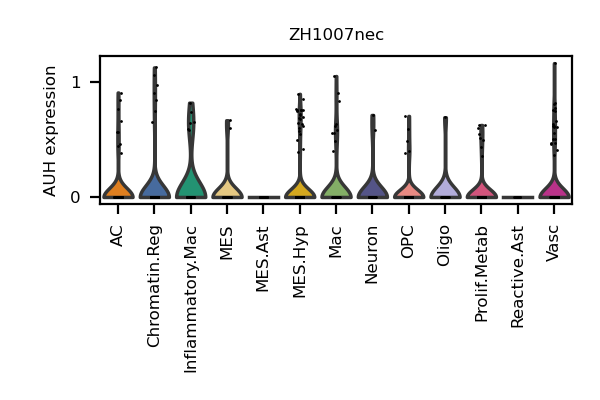 ZH1007nec
AUH expression
1
0
AC
Chromatin.Reg
Inflammatory.Mac
MES
MES.Ast
MES.Hyp
Mac
Neuron
OPC
Oligo
Prolif.Metab
Reactive.Ast
Vasc